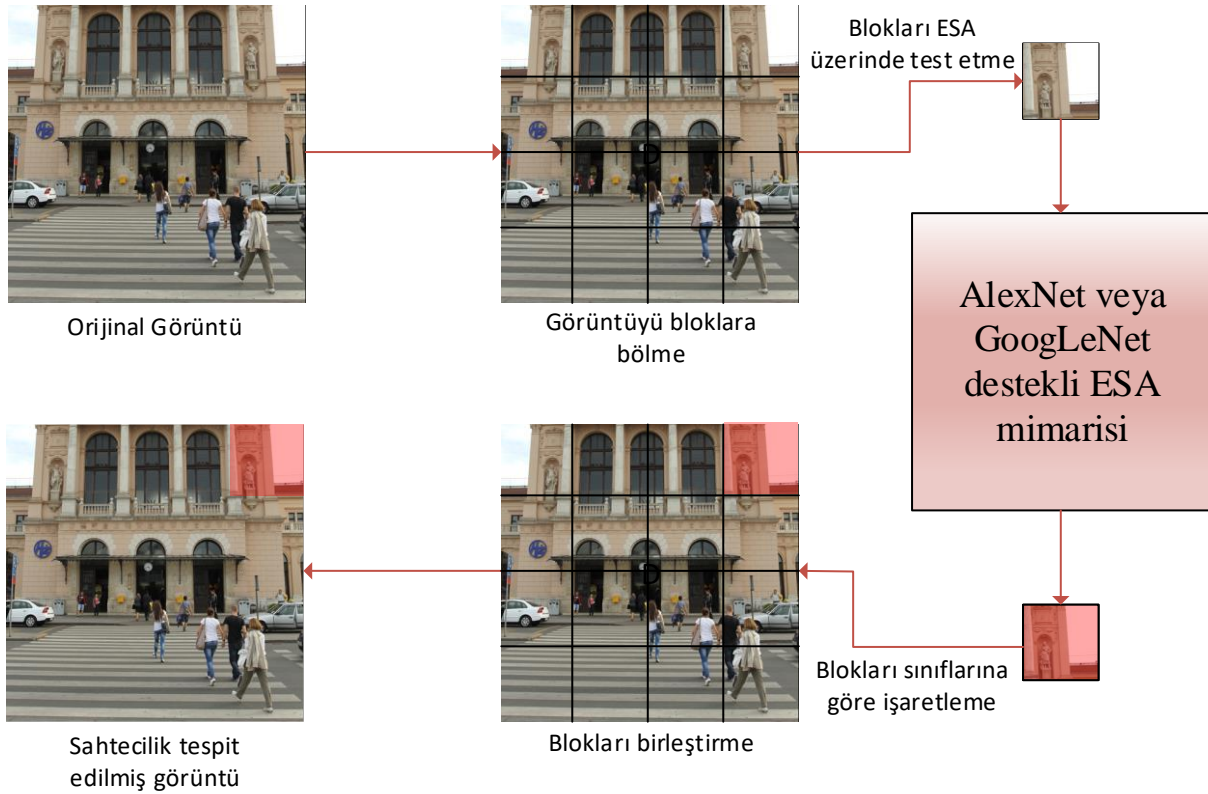 Blokları ESA
üzerinde test etme
D
Orijinal Görüntü
Görüntüyü bloklara
bölme
AlexNet veya
GoogLeNet
destekli ESA
mimarisi
D
Blokları sınıflarına
göre işaretleme
Blokları birleştirme
Sahtecilik tespit
edilmiş görüntü